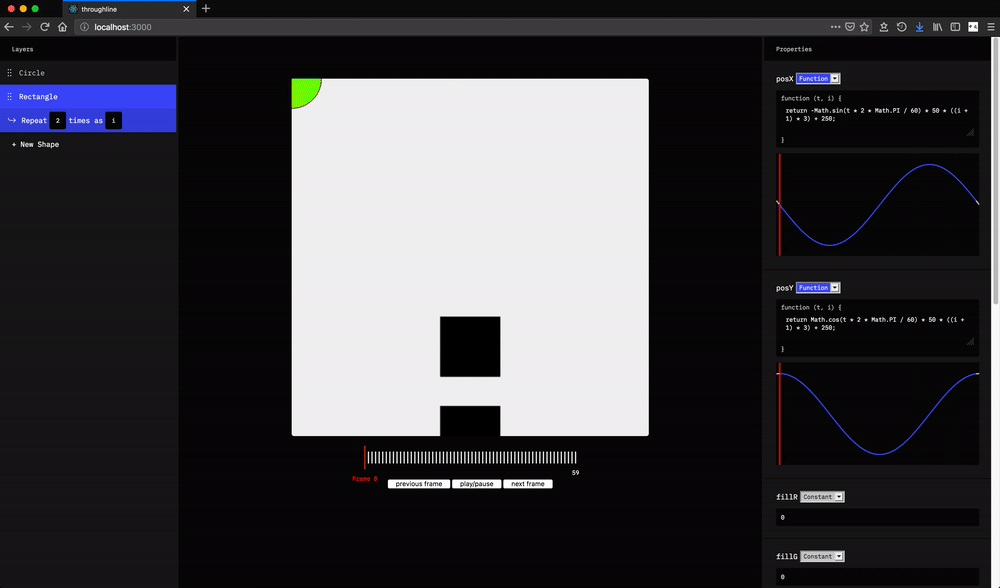 throughline
localhost:3000
Layers
Circle
Rectangle
Repeat 2 times as i
+ New Shape
Frame 0
59
previous frame
play/pause
next frame
Properties
posX Function
function (t, i) {
return -Math.sin(t * 2 * Math.PI / 60) * 50 * ((i +
1) * 3) + 250;
}
posY Function
function (t, i) {
return Math.cos(t * 2 * Math.PI / 60) * 50 * ((i +
1) * 3) + 250;
}
fillR Constant
0
fillG Constant
0